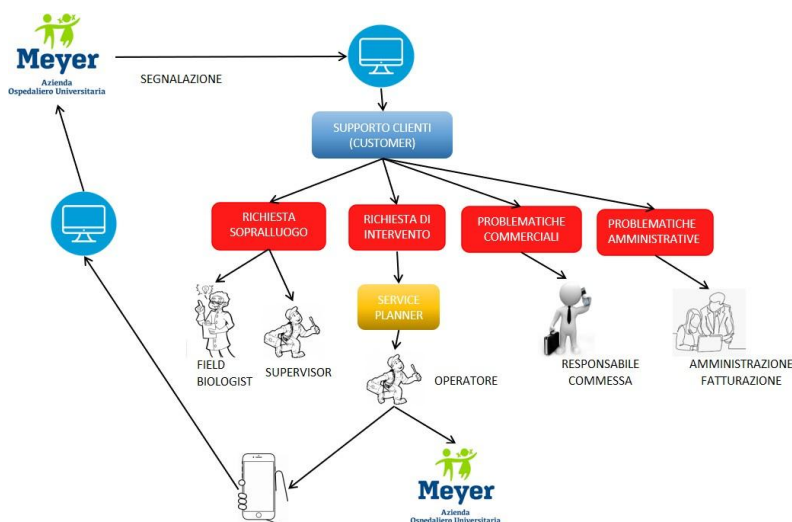 Meyer
Azienda
Ospedaliero Universitaria
SEGNALAZIONE
SUPPORTO CLIENTI
(CUSTOMER)
RICHIESTA
SOPRALLUOGO
RICHIESTA DI
INTERVENTO
PROBLEMATICHE
COMMERCIALI
PROBLEMATICHE
AMMINISTRATIVE
SERVICE
PLANNER
FIELD
BIOLOGIST
SUPERVISOR
OPERATORE
RESPONSABILE
COMMESSA
AMMINISTRAZIONE
FATTURAZIONE
Meyer
Azienda
Ospedaliero Universitaria